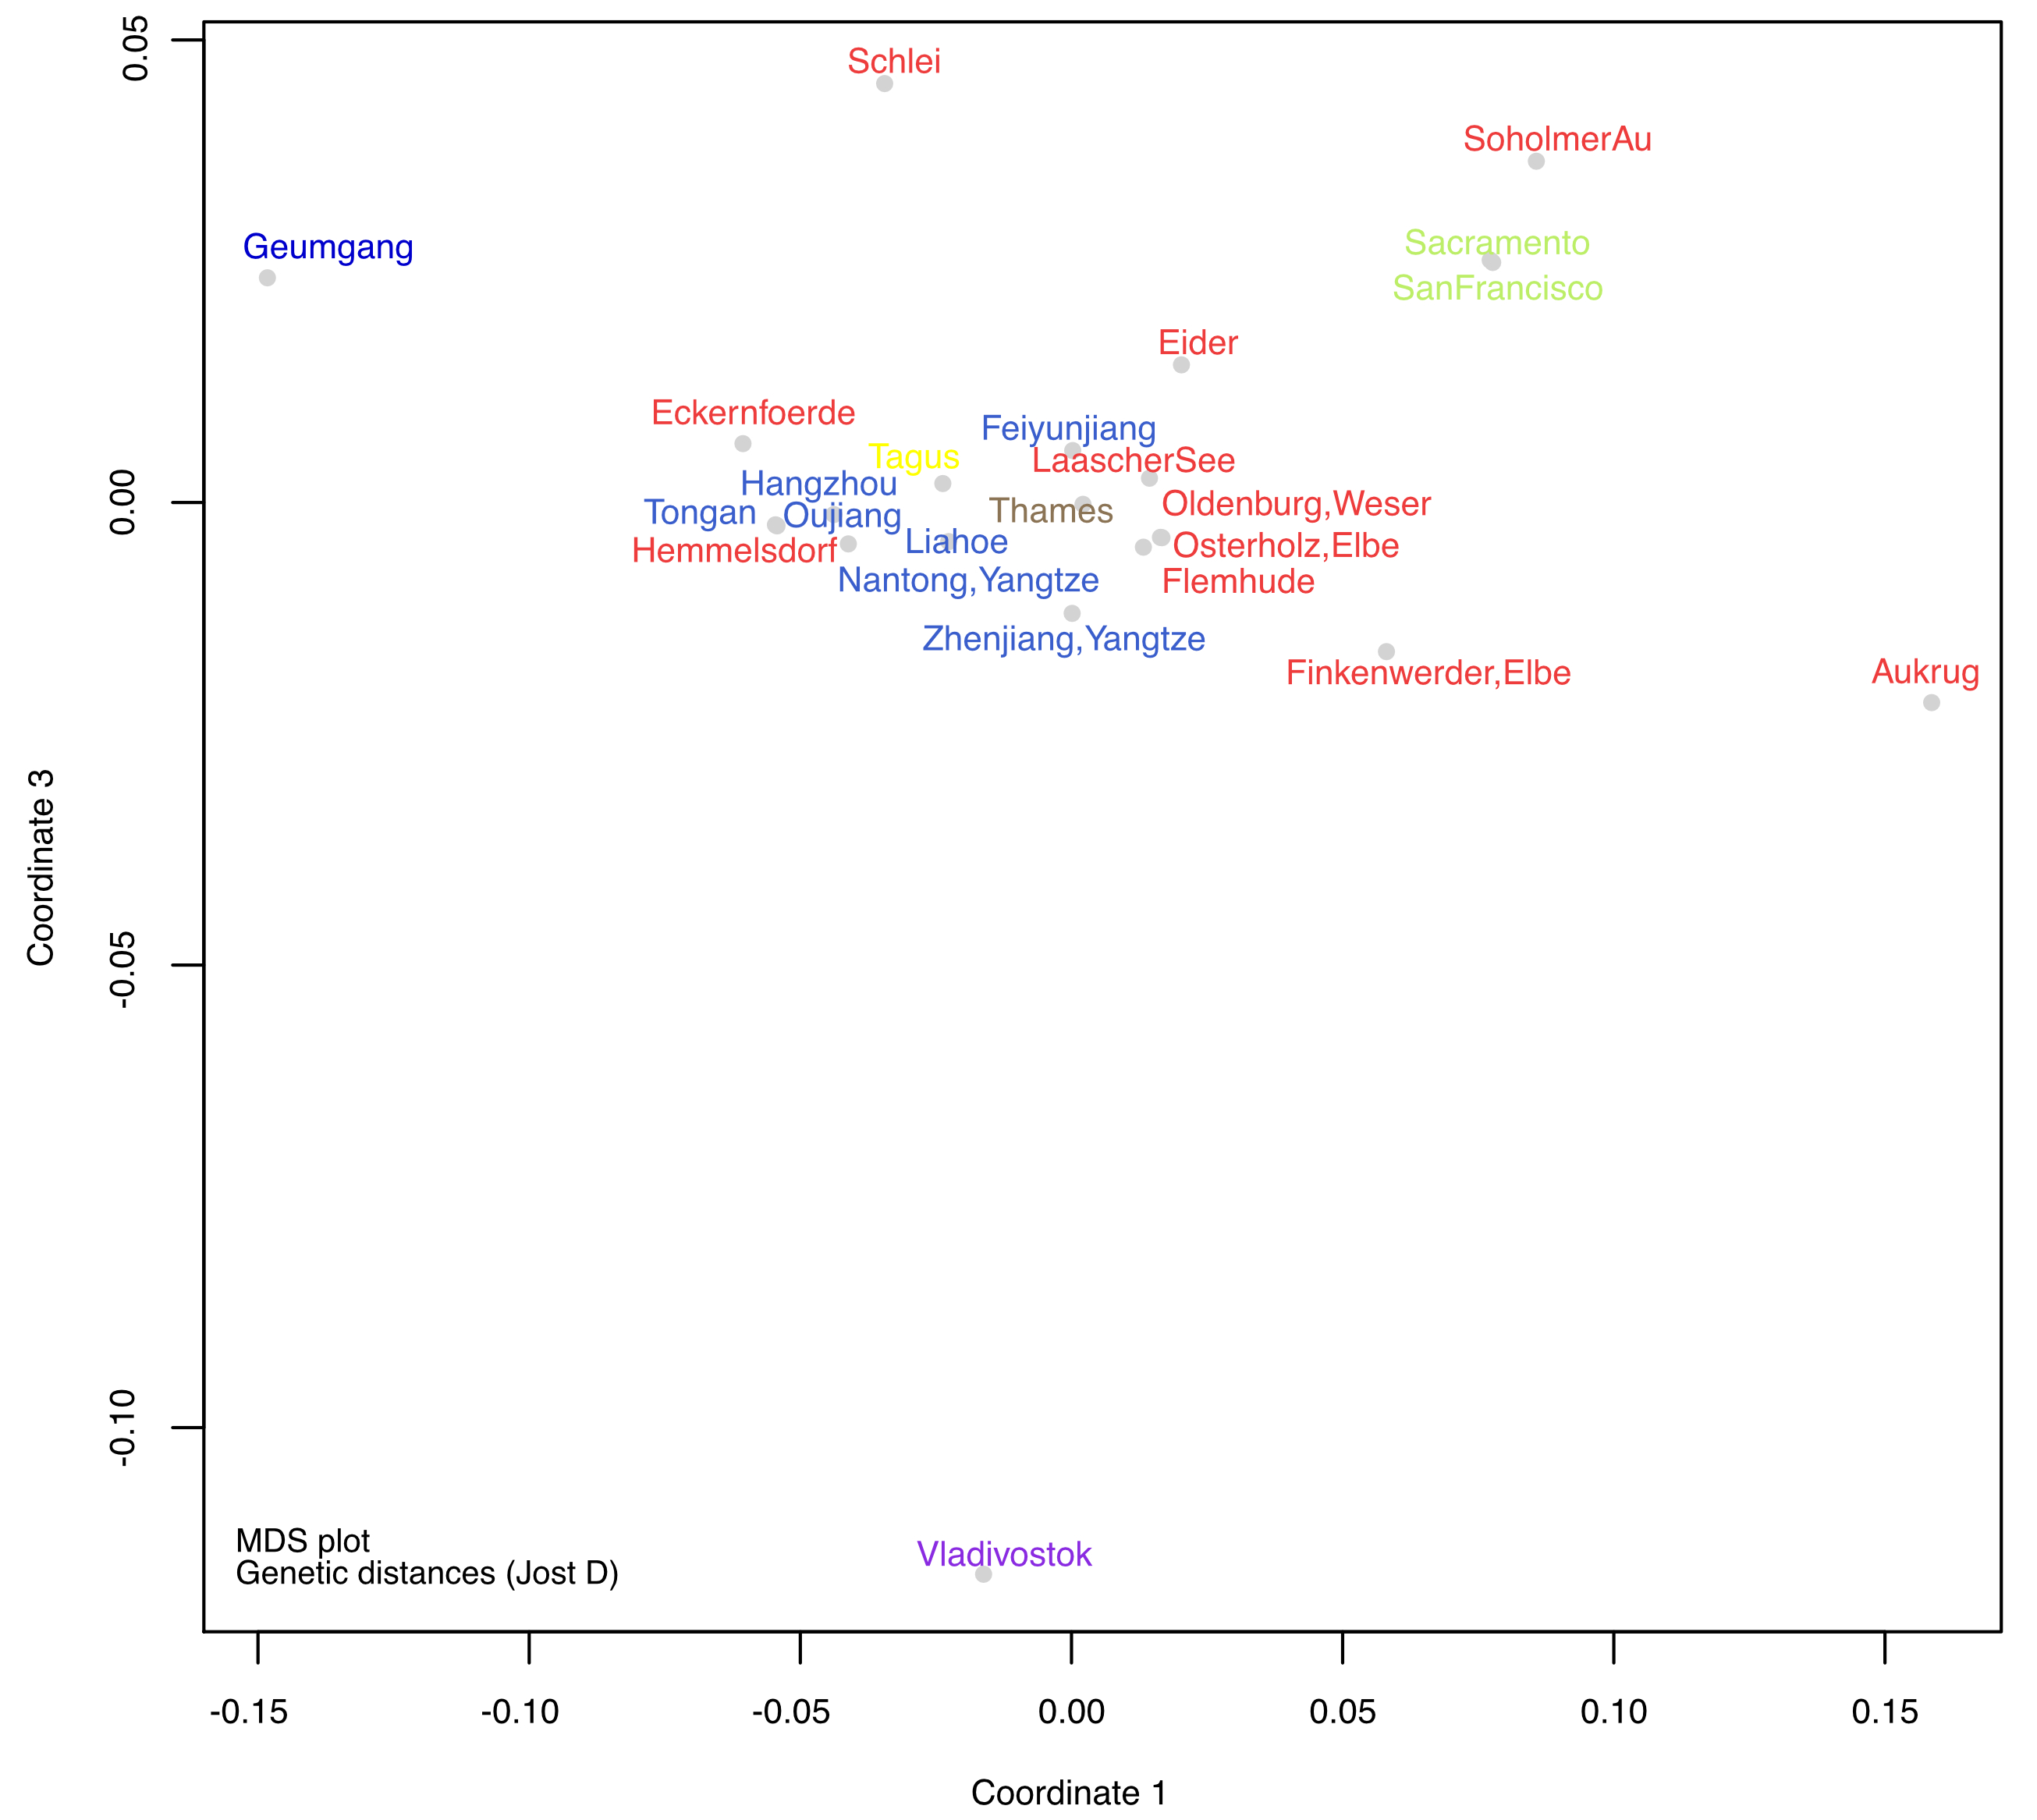 0.05
0.00
-0.05
-0.10
Coordinate 3
Schlei
SoholmerAu
Geumgang
Sacramento
SanFrancisco
Eider
Eckernfoerde
Feiyunjiang
Tagus
LaascherSee
Hangzhou
Tongan
Oujiang
Thames
Oldenburg,Weser
Hemmelsdorf
Liahoe
Osterholz,Elbe
Nantong,Yangtze
Flemhude
Zhenjiang,Yangtze
Finkenwerder,Elbe
Aukrug
Vladivostok
MDS plot
Genetic distances (Jost D)
-0.15
-0.10
-0.05
0.00
0.05
0.10
0.15
Coordinate 1